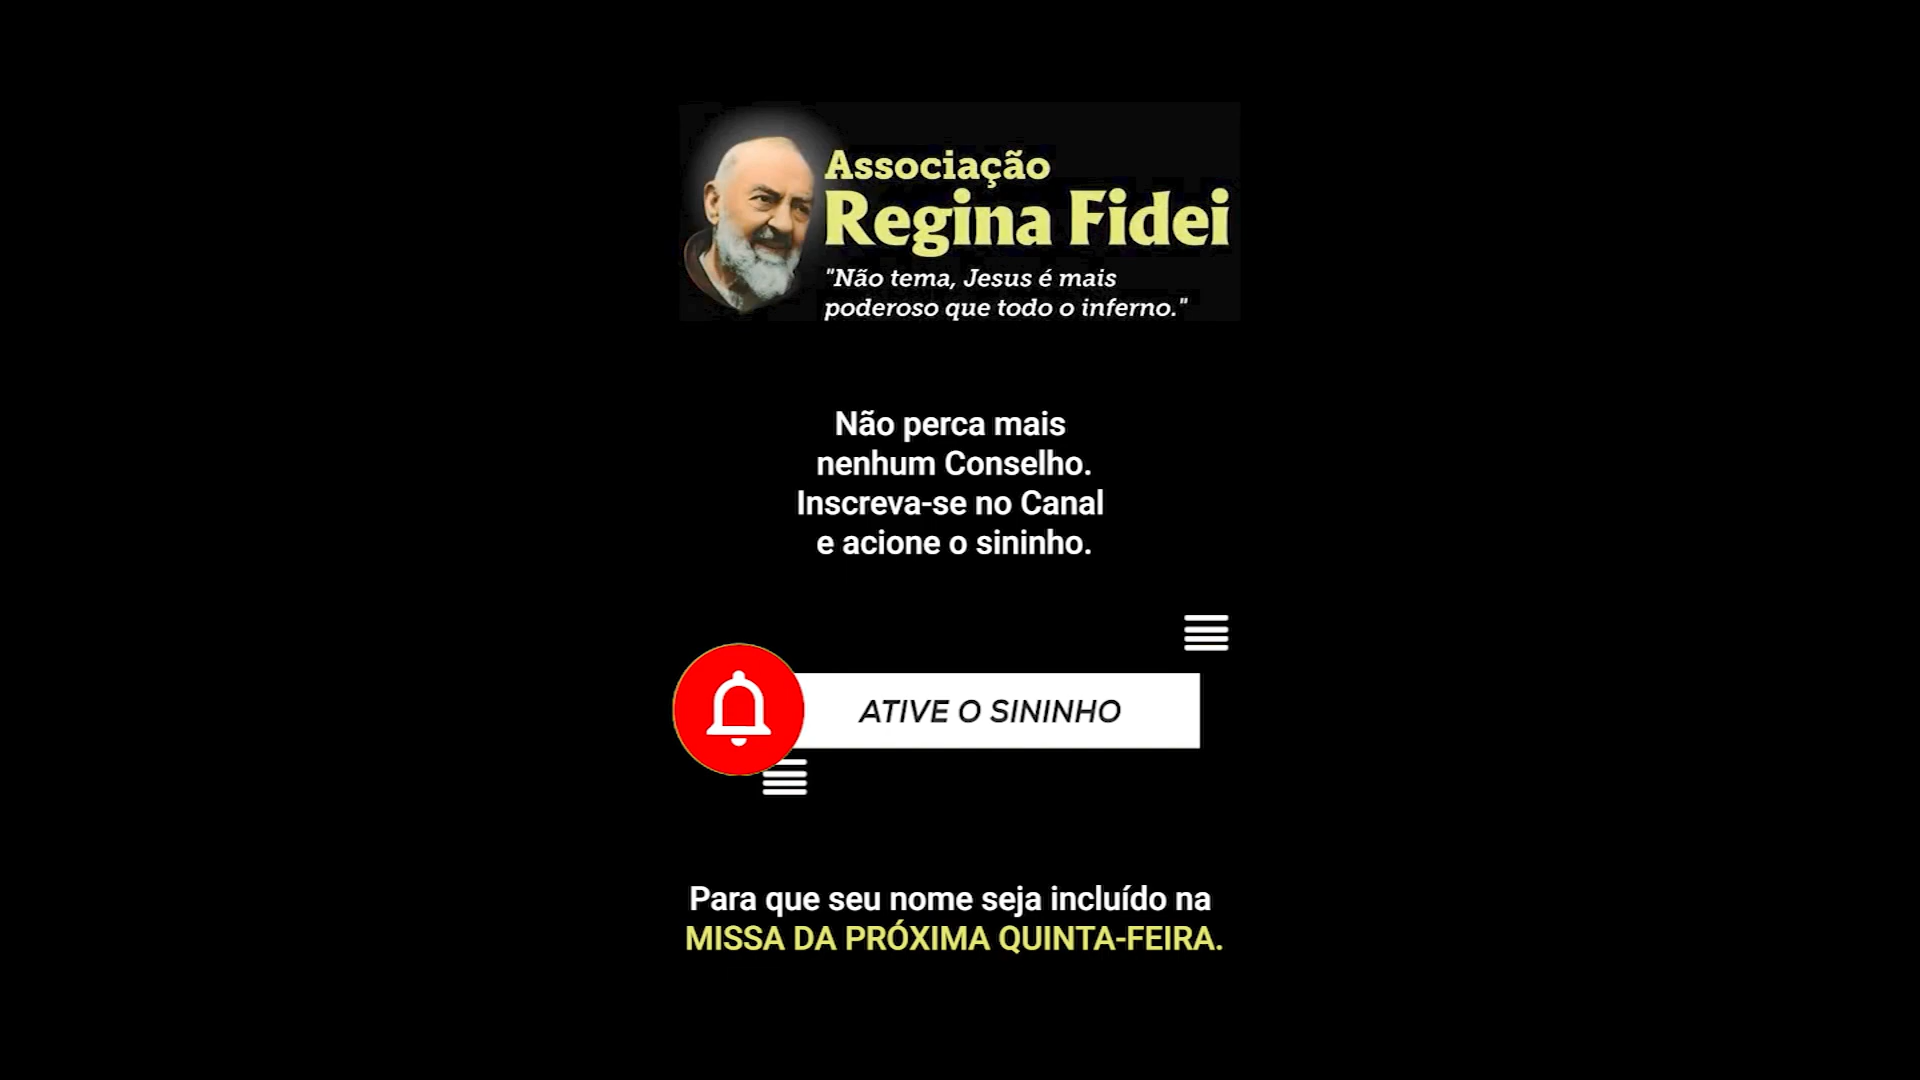 Associação
Regina Fidei
"Não tema, Jesus é mais
poderoso que todo o inferno."
Não perca mais
nenhum Conselho.
Inscreva-se no Canal
e acione o sininho.
ATIVE O SININHO
Para que seu nome seja incluído na
MISSA DA PRÓXIMA QUINTA-FEIRA.